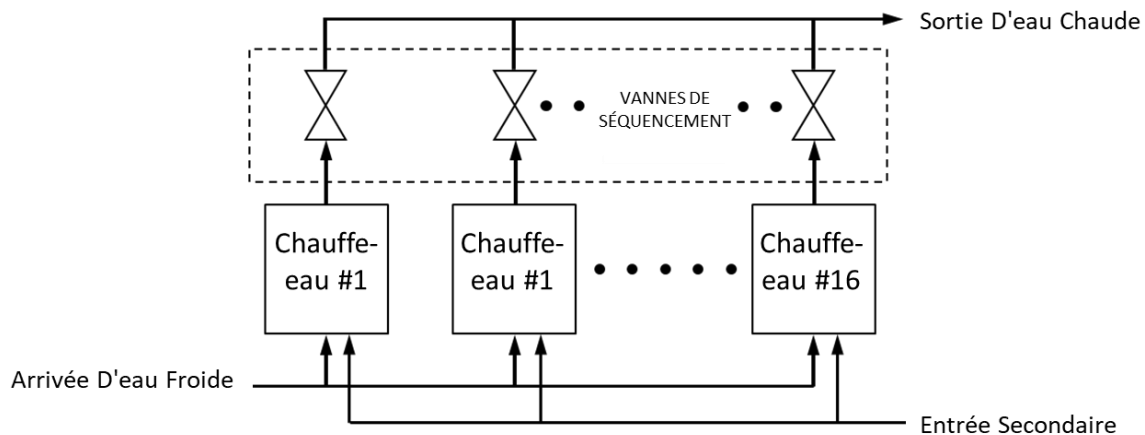 Sortie D'eau Chaude
VANNES DE
SÉQUENCEMENT
Chauffe-
eau #1
Chauffe-
eau #1
Chauffe-
eau #16
Arrivée D'eau Froide
Entrée Secondaire